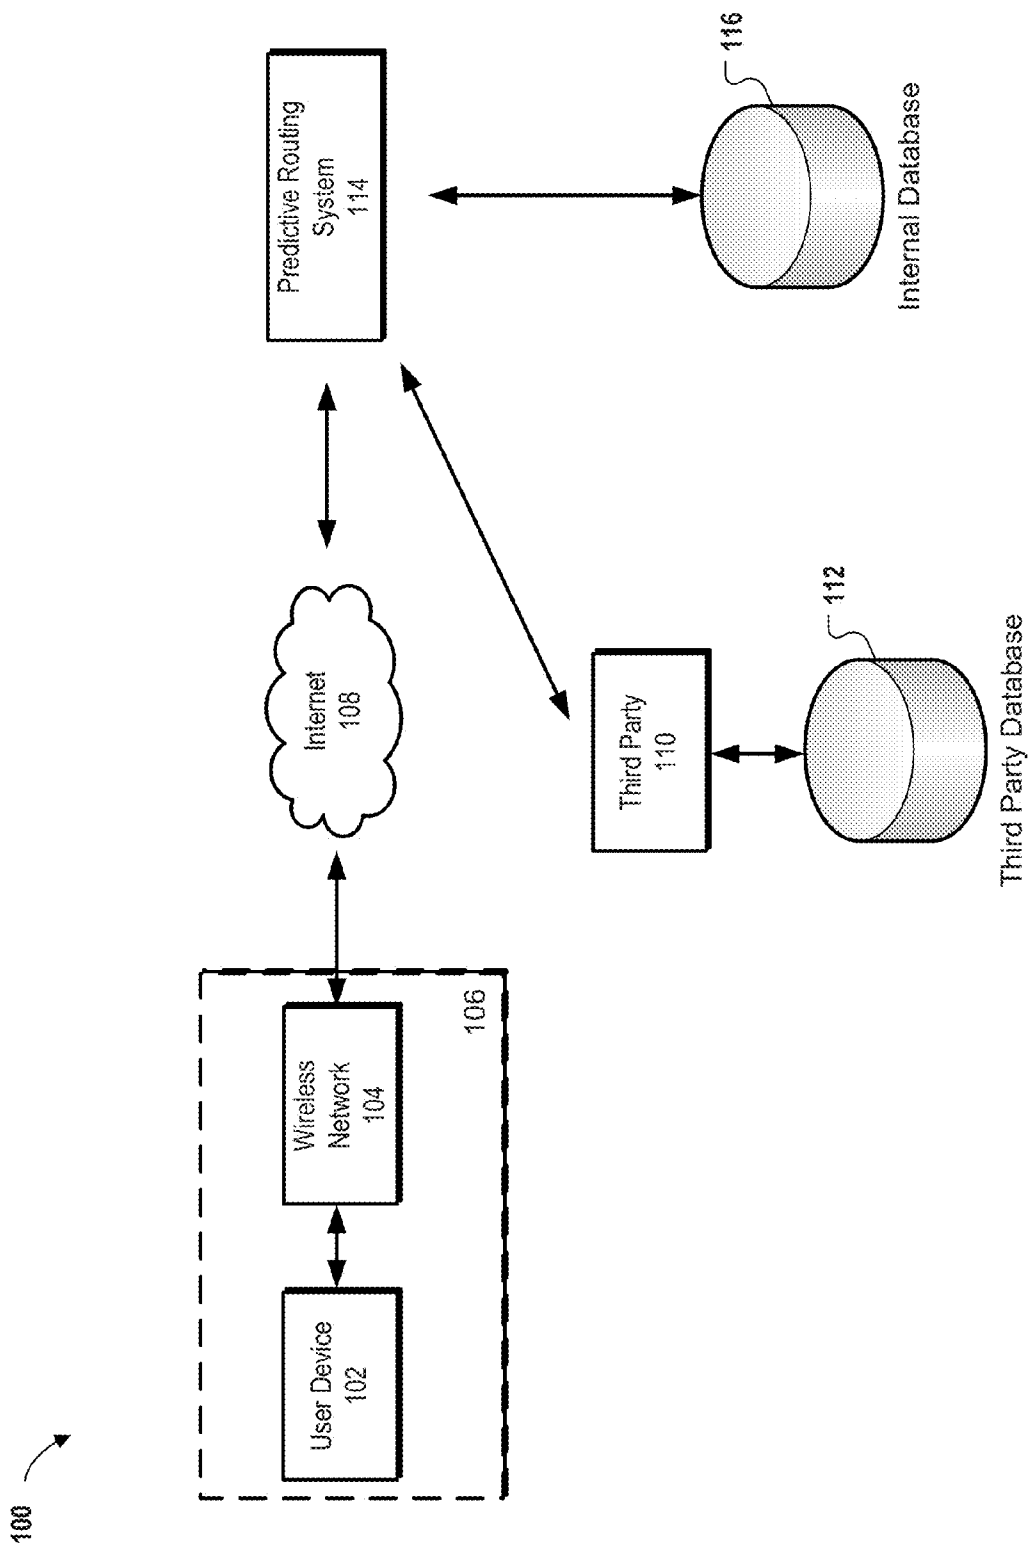 100
User Device
102
Wireless
Network
104
106
Internet
108
Predictive Routing
System
114
Third Party
110
112
Third Party Database
116
Internal Database